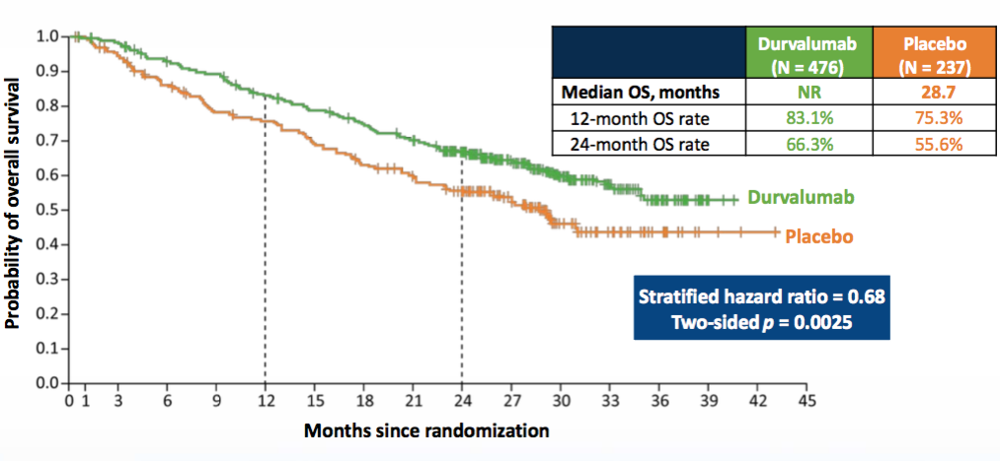 Durvalumab Placebo
(N = 476) (N = 237)
Median OS, months NR 28.7
12-month OS rate 83.1% 75.3%
24-month OS rate 66.3% 55.6%
Probability of overall survival
1.0
0.9
0.8
0.7
0.6
0.5
0.4
0.3
0.2
0.1
0.0
Durvalumab
Placebo
Stratified hazard ratio = 0.68
Two-sided p = 0.0025
0 1 3 6 9 12 15 18 21 24 27 30 33 36 39 42 45
Months since randomization